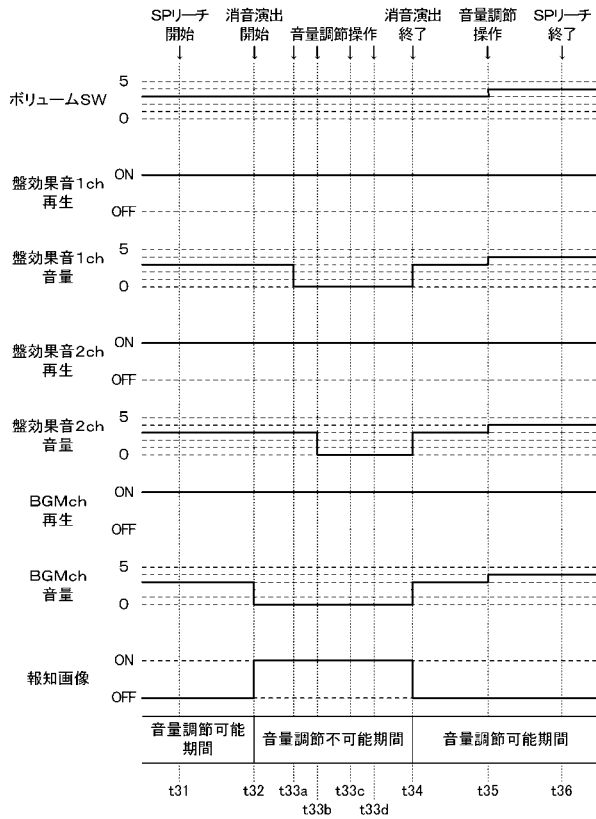 SPリーチ 消音演出 消音演出 音量調節 SPリーチ
開始 開始 音量調節操作 終了 操作 終了
5
ボリュームSW
0
ON
盤効果音1ch
再生
OFF
5
盤効果音1ch
音量
0
ON
盤効果音2ch
再生
OFF
5
盤効果音2ch
音量
0
ON
BGMch
再生
OFF
5
BGMch
音量
0
ON
報知画像
OFF
音量調節可能
期間
音量調節不可能期間
音量調節可能期間
t31 t32 t33a t33c t34 t35 t36
t33b t33d